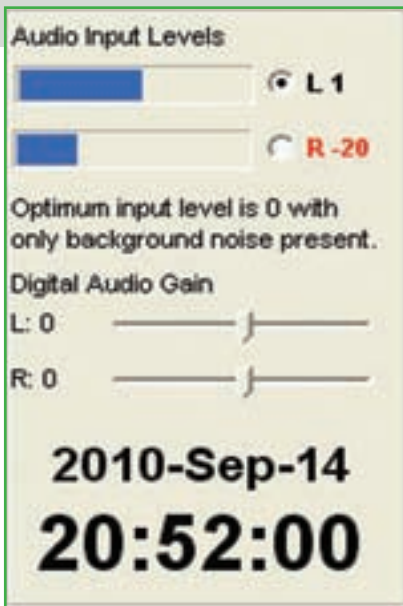 Audio Input Levels
L 1
R -20
Optimum input level is 0 with
only background noise present.
Digital Audio Gain
L: 0
R: 0
2010-Sep-14
20:52:00